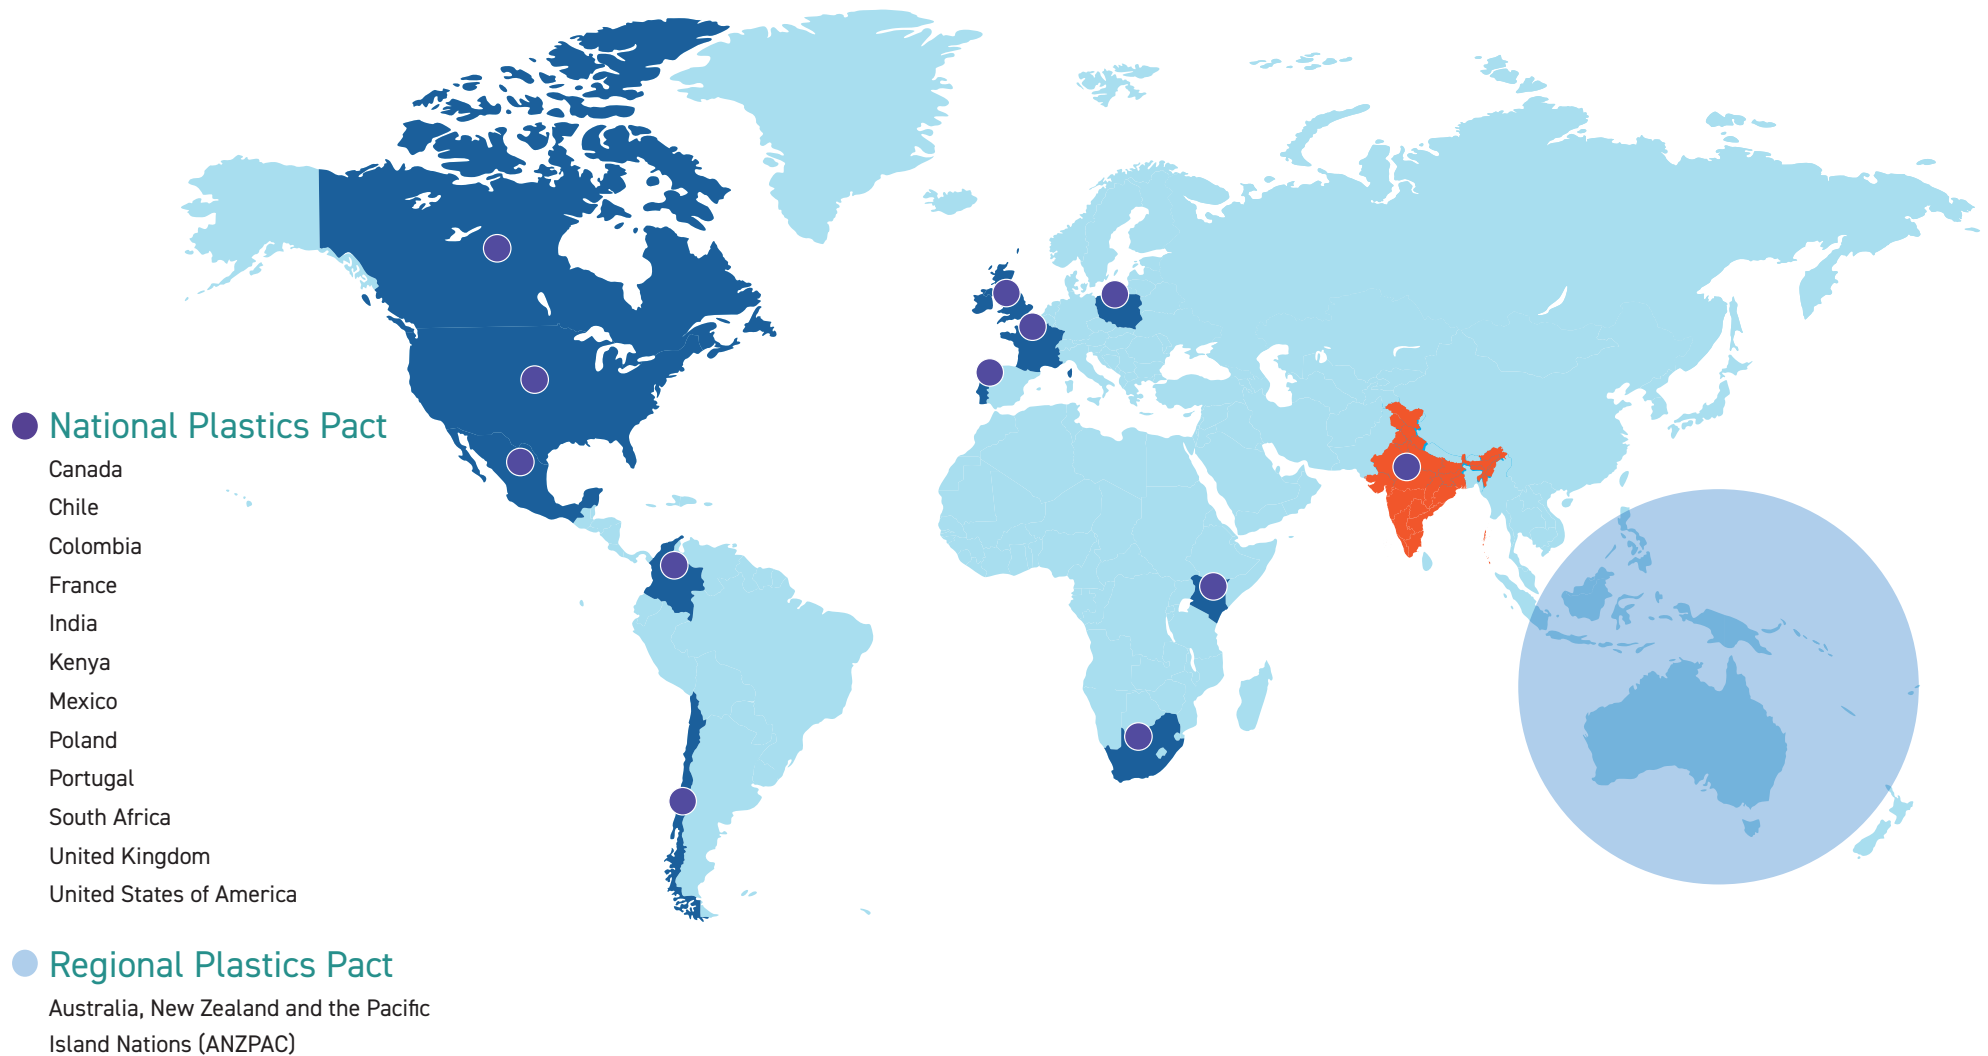 National Plastics Pact
Canada
Chile
Colombia
France
India
Kenya
Mexico
Poland
Portugal
South Africa
United Kingdom
United States of America
Regional Plastics Pact
Australia, New Zealand and the Pacific
Island Nations (ANZPAC)